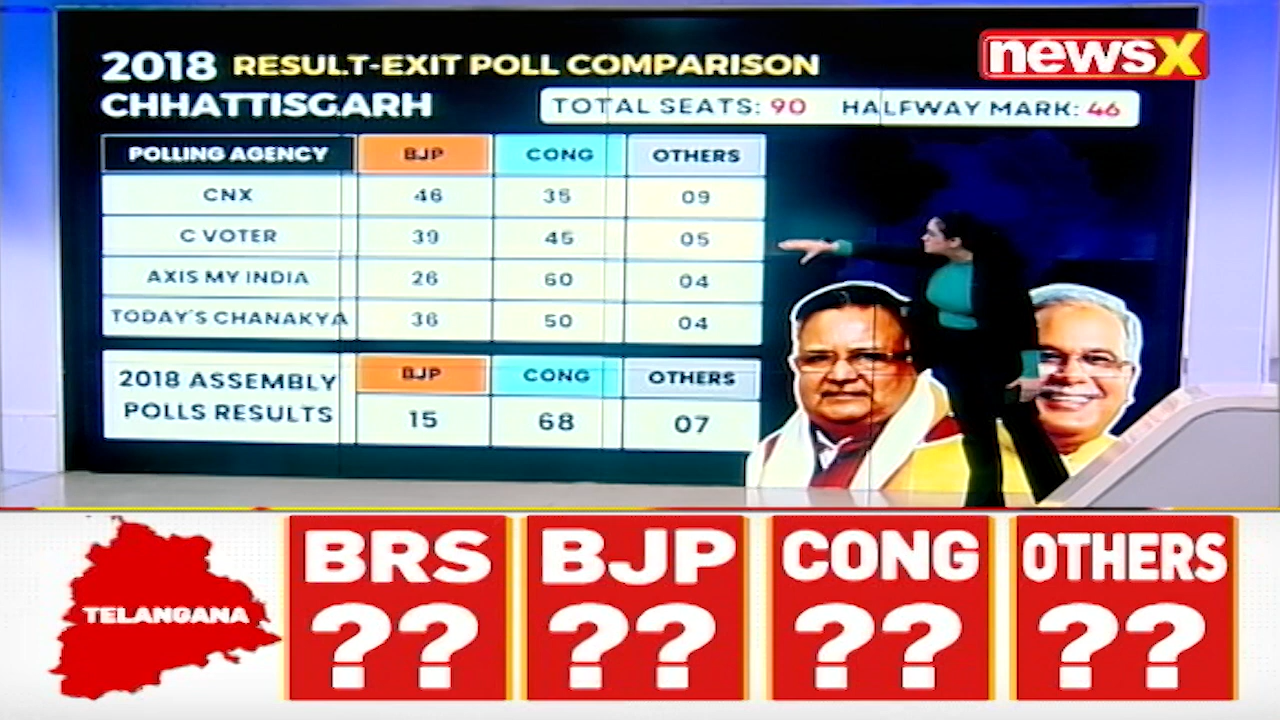 2018 RESULT-EXIT POLL COMPARISON
newsX
CHHATTISGARH
TOTAL SEATS: 90 HALFWAY MARK: 46
POLLING AGENCY BJP CONG OTHERS
CNX 46 35 09
C VOTER 39 45 05
AXIS MY INDIA 26 60 04
TODAY'S CHANAKYA 36 50 04
2018 ASSEMBLY POLLS RESULTS BJP CONG OTHERS
15 68 07
TELANGANA
BRS BJP CONG OTHERS
?? ?? ?? ??